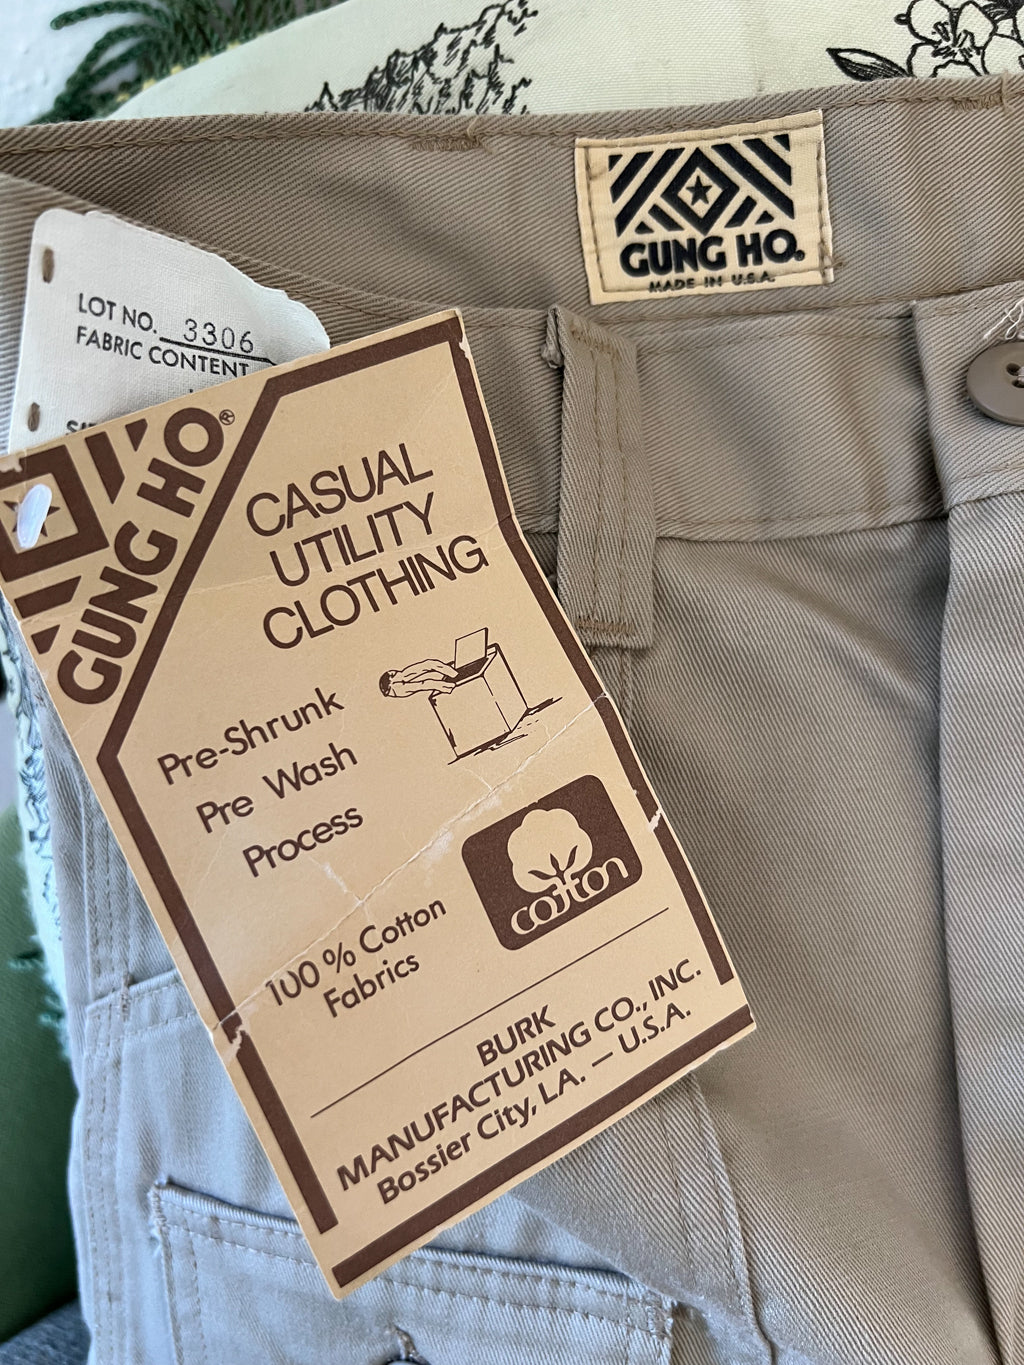 GUNG HO®
MADE IN U.S.A.
LOT NO. 3306
FABRIC CONTENT
GUNG HO®
CASUAL
UTILITY
CLOTHING
Pre-Shrunk
Pre Wash
Process
cotton
100% Cotton
Fabrics
BURK
MANUFACTURING CO., INC.
Bossier City, LA. — U.S.A.